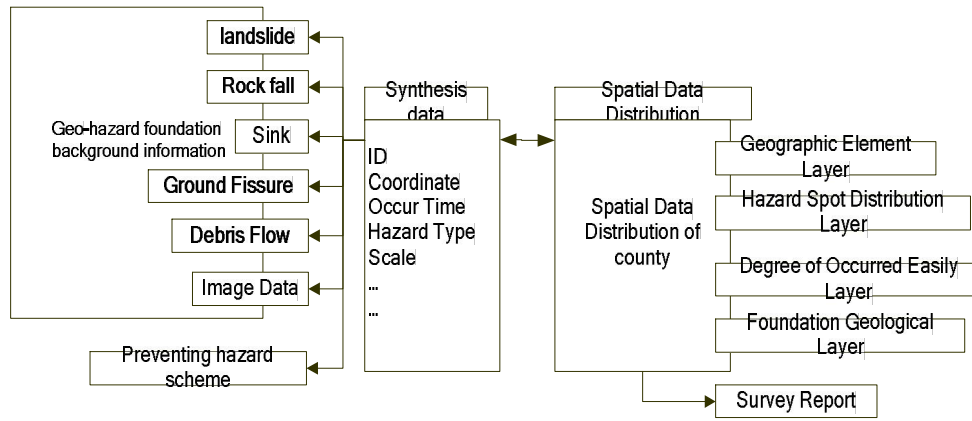 landslide
Rock fall
Geo-hazard foundation
background information
Sink
Ground Fissure
Debris Flow
Image Data
Preventing hazard
scheme
Synthesis
data
ID
Coordinate
Occur Time
Hazard Type
Scale
...
...
Spatial Data
Distribution
Spatial Data
Distribution of
county
Geographic Element
Layer
Hazard Spot Distribution
Layer
Degree of Occurred Easily
Layer
Foundation Geological
Layer
Survey Report